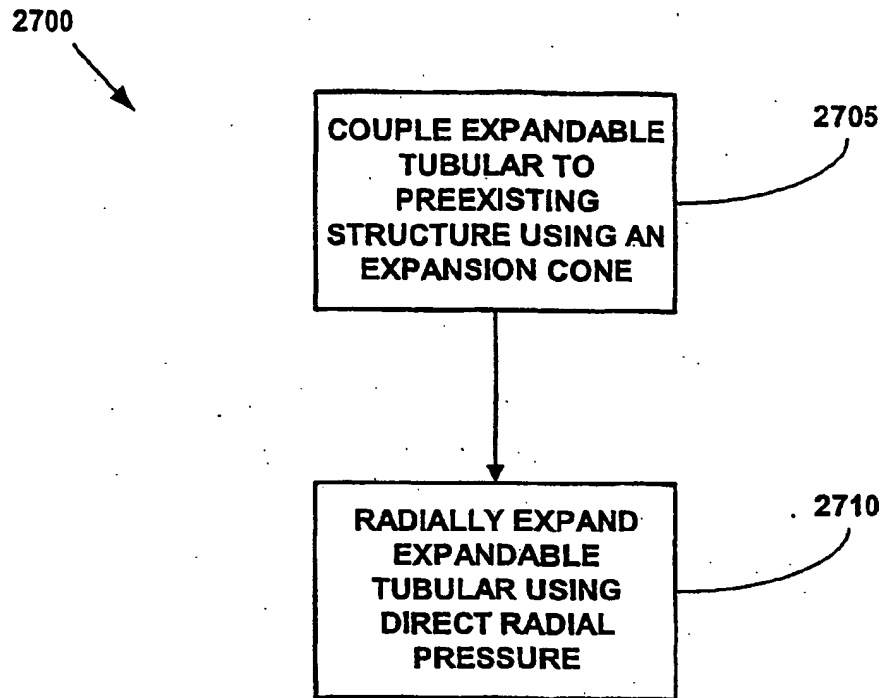 2700
COUPLE EXPANDABLE
TUBULAR TO
PREEXISTING
STRUCTURE USING AN
EXPANSION CONE
2705
RADIALLY EXPAND
EXPANDABLE
TUBULAR USING
DIRECT RADIAL
PRESSURE
2710